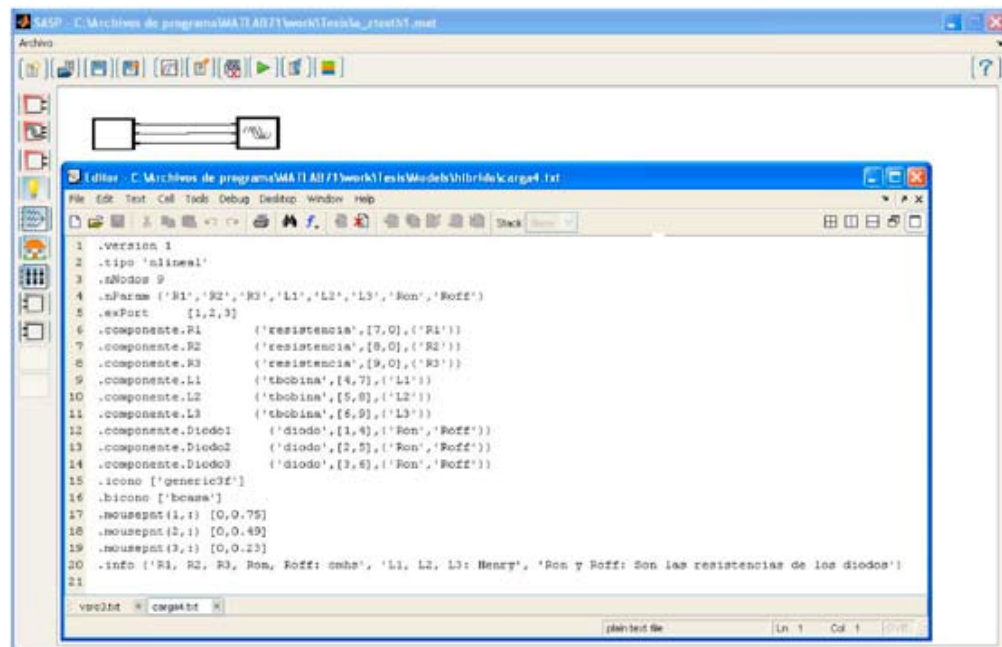 SASP - C:\Archivos de programa\MATLAB71\work\Tesis\a_ztesth1.mat
Archivo
Editor - C:\Archivos de programa\MATLAB71\work\Tesis\Models\hibrido\carga4.txt
File Edit Text Cell Tools Debug Desktop Window Help
Stack
1 .version 1
2 .tipo 'nlineal'
3 .nNodos 9
4 .nParam {'R1','R2','R3','L1','L2','L3','Ron','Roff'}
5 .exPort [1,2,3]
6 .componente.R1 {'resistencia',[7,0],{'R1'}}
7 .componente.R2 {'resistencia',[8,0],{'R2'}}
8 .componente.R3 {'resistencia',[9,0],{'R3'}}
9 .componente.L1 {'tbobina',[4,7],{'L1'}}
10 .componente.L2 {'tbobina',[5,8],{'L2'}}
11 .componente.L3 {'tbobina',[6,9],{'L3'}}
12 .componente.Diodo1 {'diodo',[1,4],{'Ron','Roff'}}
13 .componente.Diodo2 {'diodo',[2,5],{'Ron','Roff'}}
14 .componente.Diodo3 {'diodo',[3,6],{'Ron','Roff'}}
15 .icono ['generic3f']
16 .bicono ['bcasa']
17 .mousepnt(1,:) [0,0.75]
18 .mousepnt(2,:) [0,0.49]
19 .mousepnt(3,:) [0,0.23]
20 .info {'R1, R2, R3, Ron, Roff: omhs', 'L1, L2, L3: Henry', 'Ron y Roff: Son las resistencias de los diodos'}
21
carga4.txt
plain text file Ln 1 Col 1 OVR